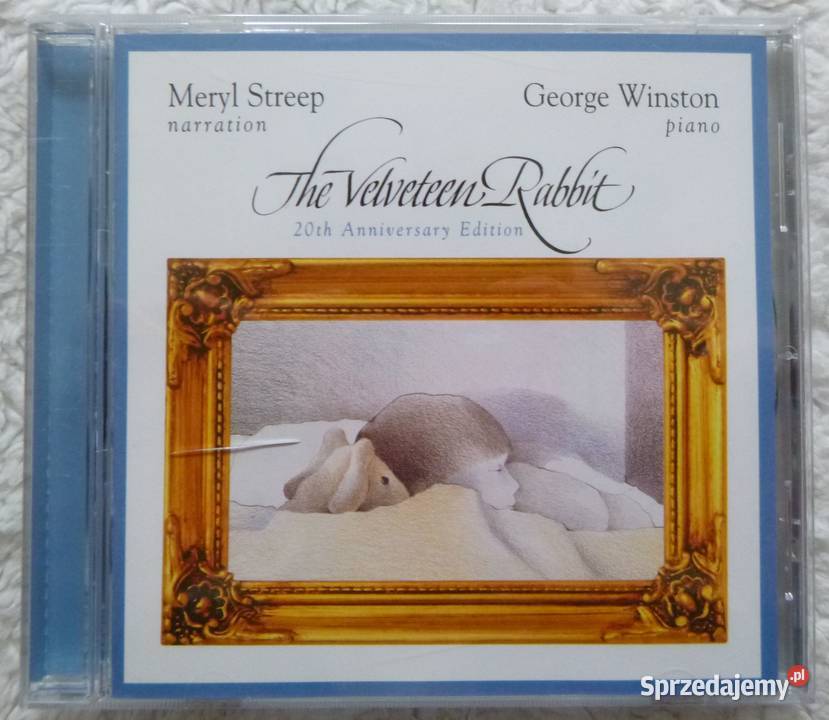 Meryl Streep
narration
George Winston
piano
The Velveteen Rabbit
20th Anniversary Edition
Sprzedajemy.pl